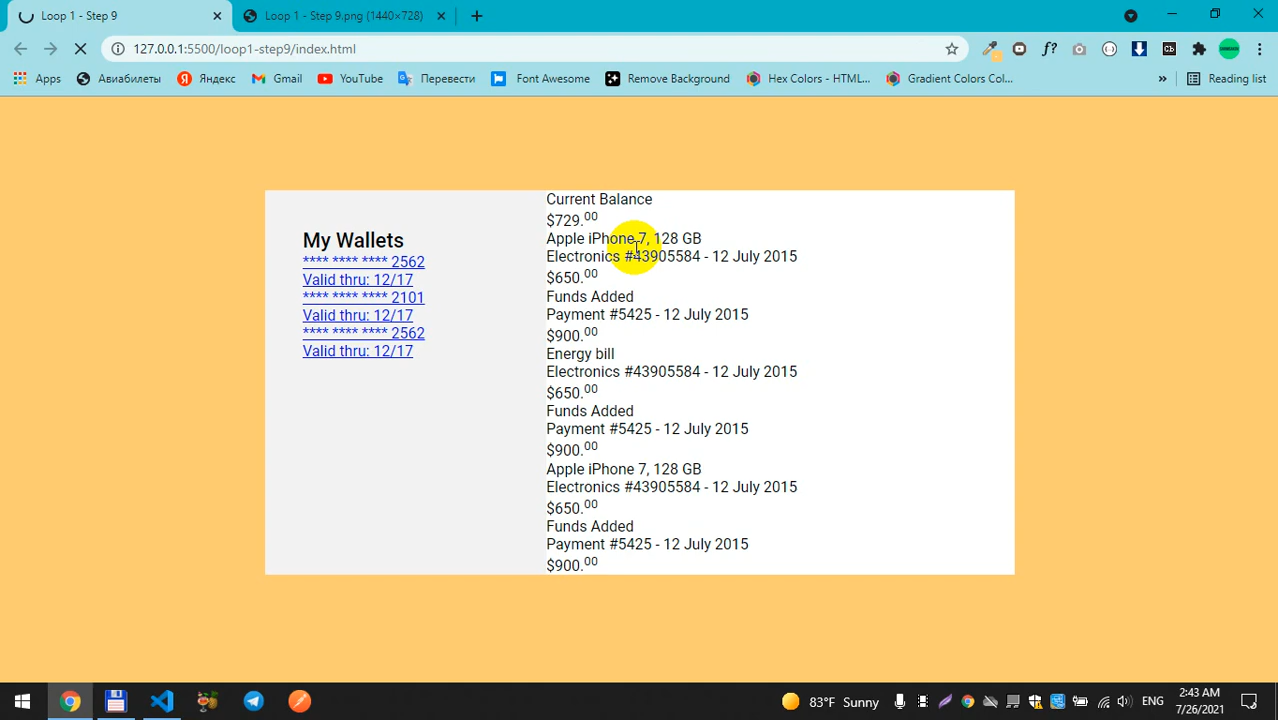 Loop 1 - Step 9
Loop 1 - Step 9.png (1440×728)
127.0.0.1:5500/loop1-step9/index.html
Apps
Авиабилеты
Яндекс
Gmail
YouTube
Перевести
Font Awesome
Remove Background
Hex Colors - HTML...
Gradient Colors Col...
»
Reading list
My Wallets
**** **** **** 2562
Valid thru: 12/17
**** **** **** 2101
Valid thru: 12/17
**** **** **** 2562
Valid thru: 12/17
Current Balance
$729.00
Apple iPhone 7, 128 GB
Electronics #43905584 - 12 July 2015
$650.00
Funds Added
Payment #5425 - 12 July 2015
$900.00
Energy bill
Electronics #43905584 - 12 July 2015
$650.00
Funds Added
Payment #5425 - 12 July 2015
$900.00
Apple iPhone 7, 128 GB
Electronics #43905584 - 12 July 2015
$650.00
Funds Added
Payment #5425 - 12 July 2015
$900.00
83°F Sunny
ENG
2:43 AM
7/26/2021